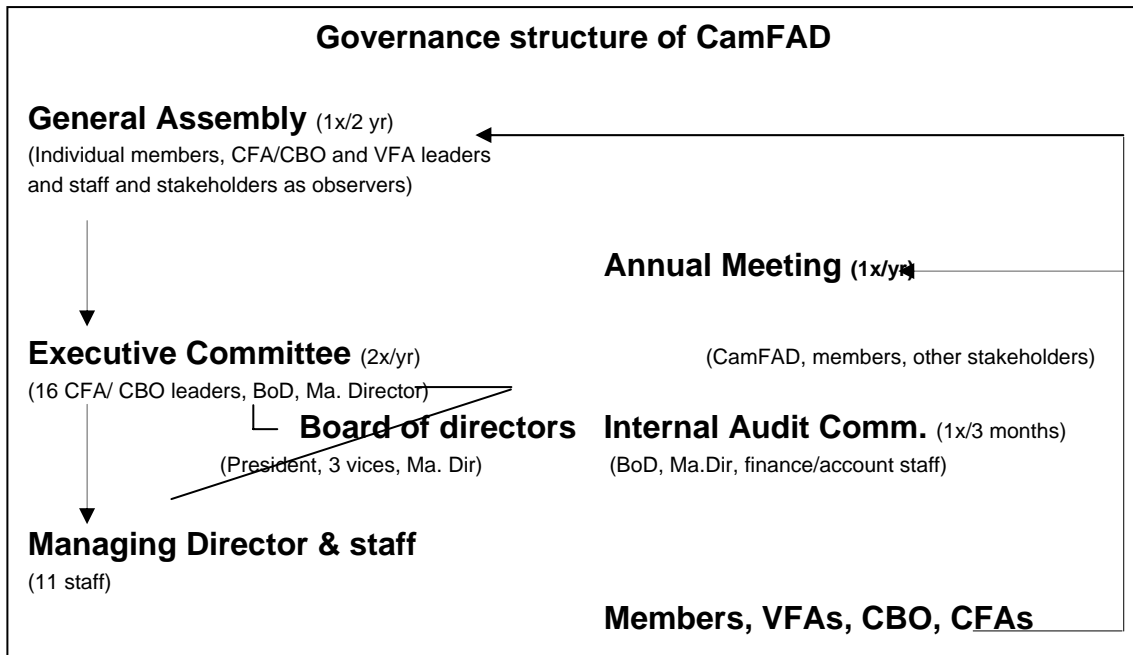 Governance structure of CamFAD
General Assembly (1x/2 yr)
(Individual members, CFA/CBO and VFA leaders
and staff and stakeholders as observers)
Annual Meeting (1x/yr)
Executive Committee (2x/yr)
(CamFAD, members, other stakeholders)
(16 CFA/ CBO leaders, BoD, Ma. Director)
Board of directors
Internal Audit Comm. (1x/3 months)
(President, 3 vices, Ma. Dir)
(BoD, Ma.Dir, finance/account staff)
Managing Director & staff
(11 staff)
Members, VFAs, CBO, CFAs